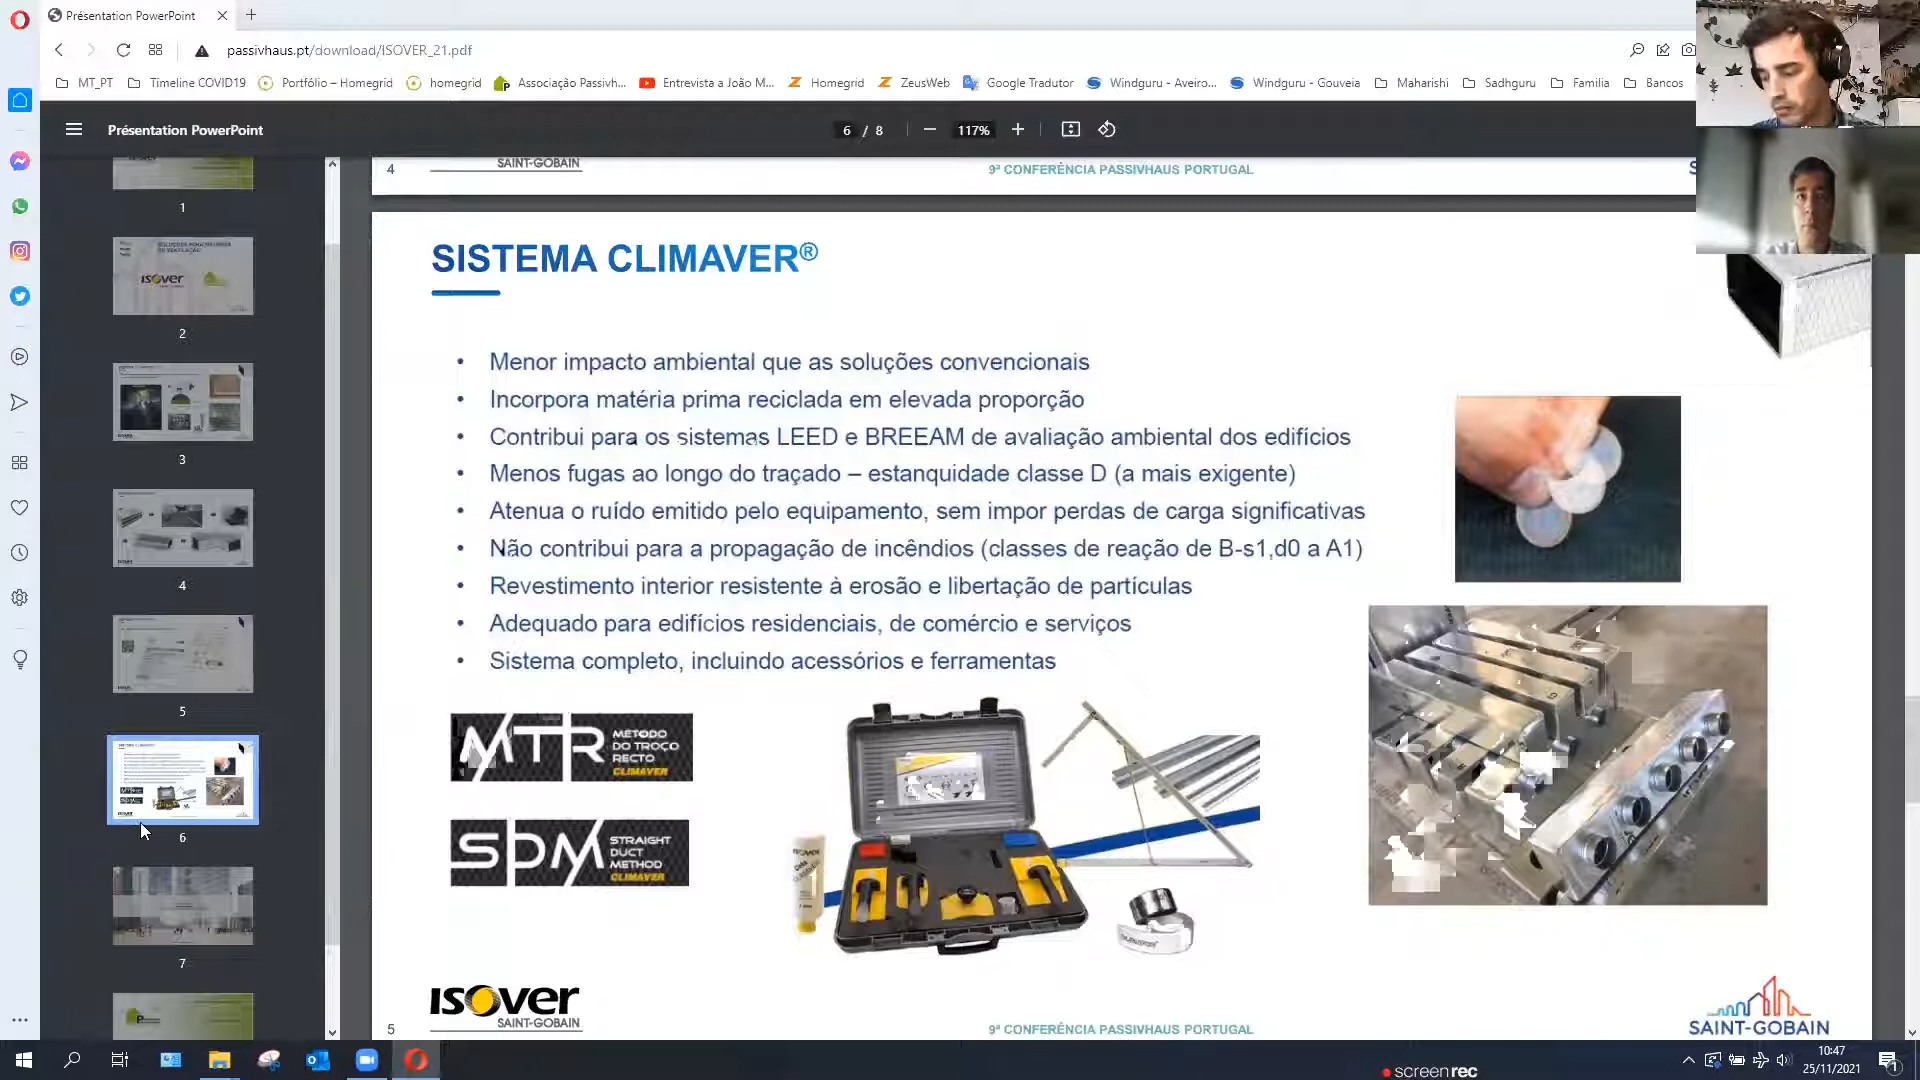 Présentation PowerPoint
passivhaus.pt/download/ISOVER_21.pdf
MT_PT
Timeline COVID19
Portfólio – Homegrid
homegrid
Associação Passivh...
Entrevista a João M...
Homegrid
ZeusWeb
Google Tradutor
Windguru - Aveiro...
Windguru - Gouveia
Maharishi
Sadhguru
Familia
Bancos
Présentation PowerPoint
6 / 8
117%
1
isover
2
3
4
5
6
7
4
SAINT-GOBAIN
9ª CONFERÊNCIA PASSIVHAUS PORTUGAL
SISTEMA CLIMAVER®
• Menor impacto ambiental que as soluções convencionais
• Incorpora matéria prima reciclada em elevada proporção
• Contribui para os sistemas LEED e BREEAM de avaliação ambiental dos edifícios
• Menos fugas ao longo do traçado – estanquidade classe D (a mais exigente)
• Atenua o ruído emitido pelo equipamento, sem impor perdas de carga significativas
• Não contribui para a propagação de incêndios (classes de reação de B-s1,d0 a A1)
• Revestimento interior resistente à erosão e libertação de partículas
• Adequado para edifícios residenciais, de comércio e serviços
• Sistema completo, incluindo acessórios e ferramentas
MTR
MÉTODO
DO TROÇO
RECTO
CLIMAVER
SDM
STRAIGHT
DUCT
METHOD
CLIMAVER
isover
SAINT-GOBAIN
5
9ª CONFERÊNCIA PASSIVHAUS PORTUGAL
SAINT-GOBAIN
10:47
25/11/2021
1
screenrec